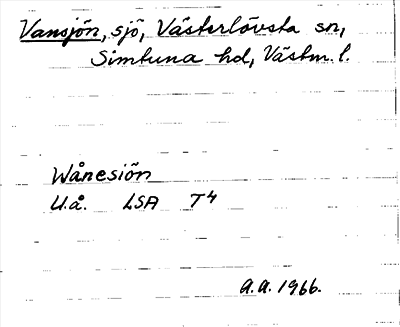 Vansjön, sjö, Västerlövsta sn,
Simtuna hd, Västm. l.
Wånesiön
U.å. LSA T4
A.A. 1966.